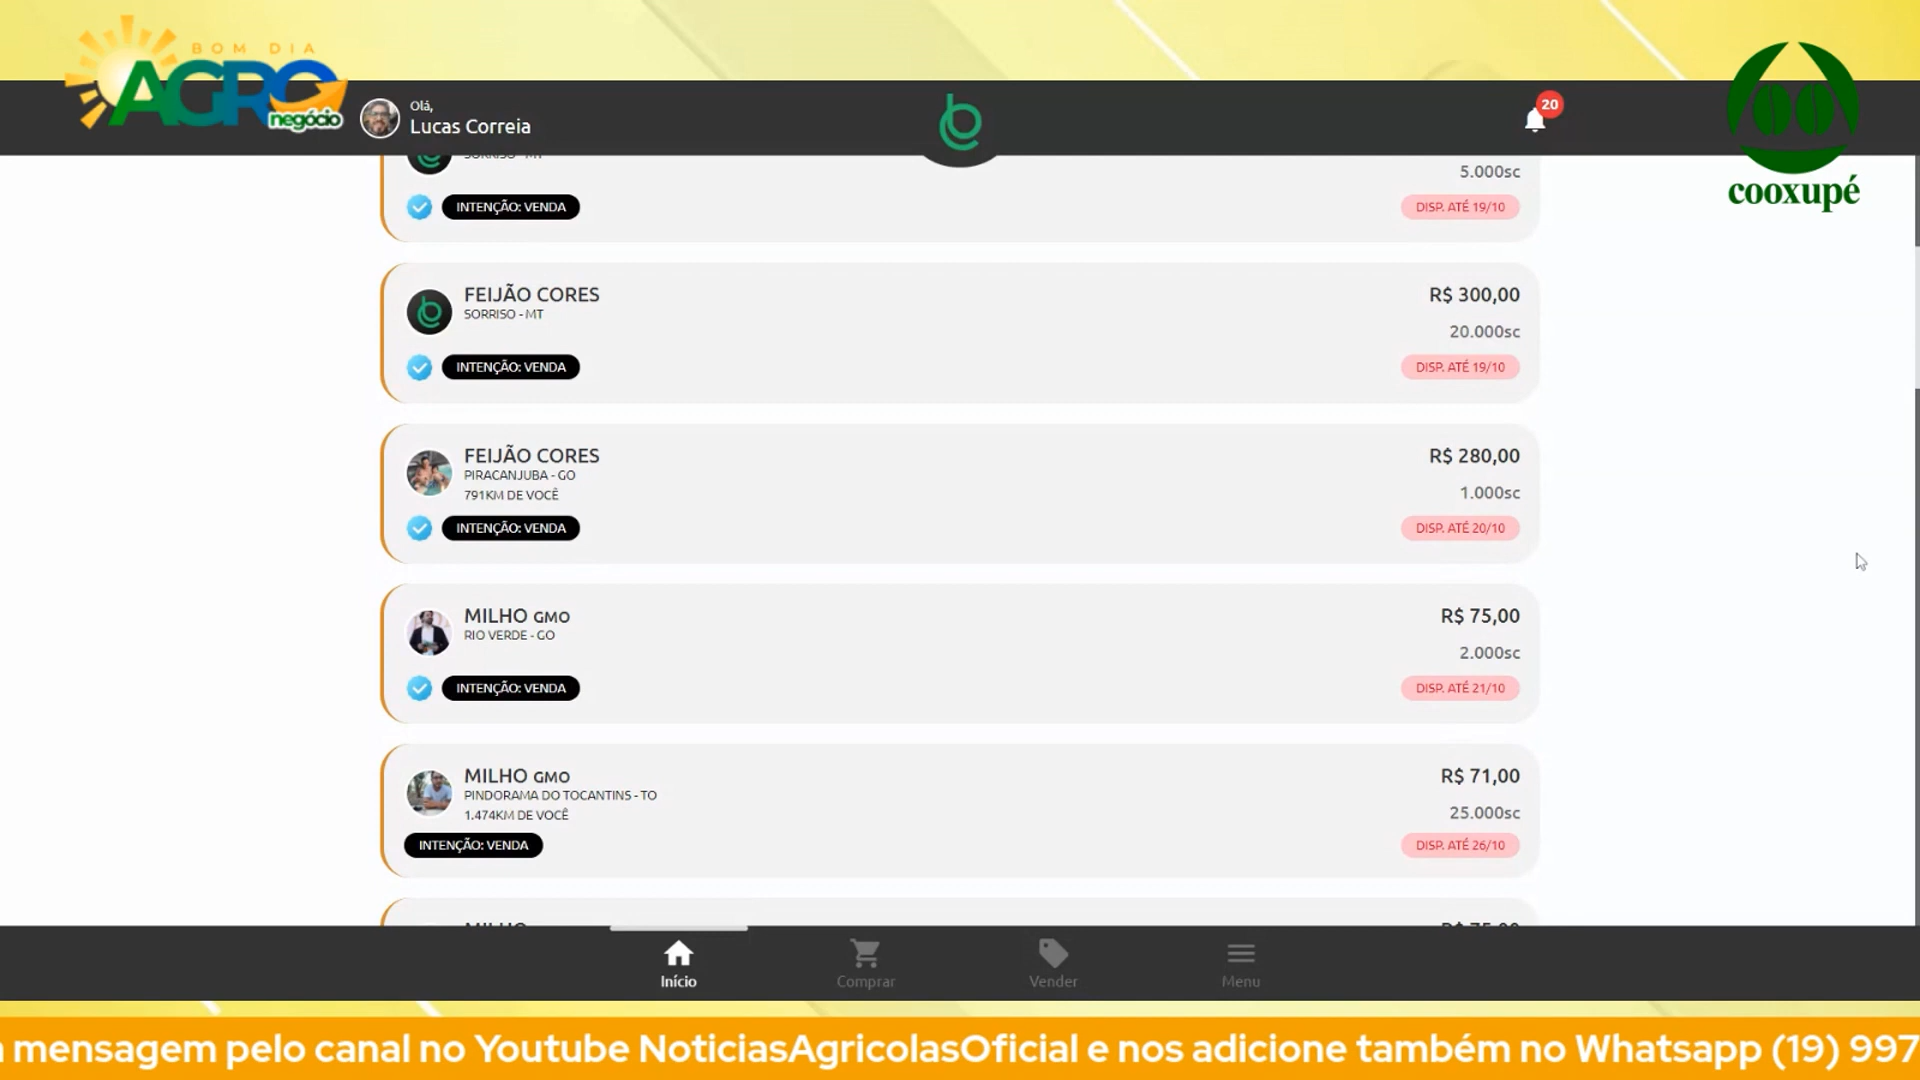 BOM DIA
AGRO
negócio
Olá,
Lucas Correia
20
cooxupé
SORRISO - MT
5.000sc
INTENÇÃO: VENDA
DISP. ATÉ 19/10
FEIJÃO CORES
SORRISO - MT
R$ 300,00
20.000sc
INTENÇÃO: VENDA
DISP. ATÉ 19/10
FEIJÃO CORES
PIRACANJUBA - GO
791KM DE VOCÊ
R$ 280,00
1.000sc
INTENÇÃO: VENDA
DISP. ATÉ 20/10
MILHO GMO
RIO VERDE - GO
R$ 75,00
2.000sc
INTENÇÃO: VENDA
DISP. ATÉ 21/10
MILHO GMO
PINDORAMA DO TOCANTINS - TO
1.474KM DE VOCÊ
R$ 71,00
25.000sc
INTENÇÃO: VENDA
DISP. ATÉ 26/10
MILHO
R$ 75,00
Início
Comprar
Vender
Menu
mensagem pelo canal no Youtube NoticiasAgricolasOficial e nos adicione também no Whatsapp (19) 997